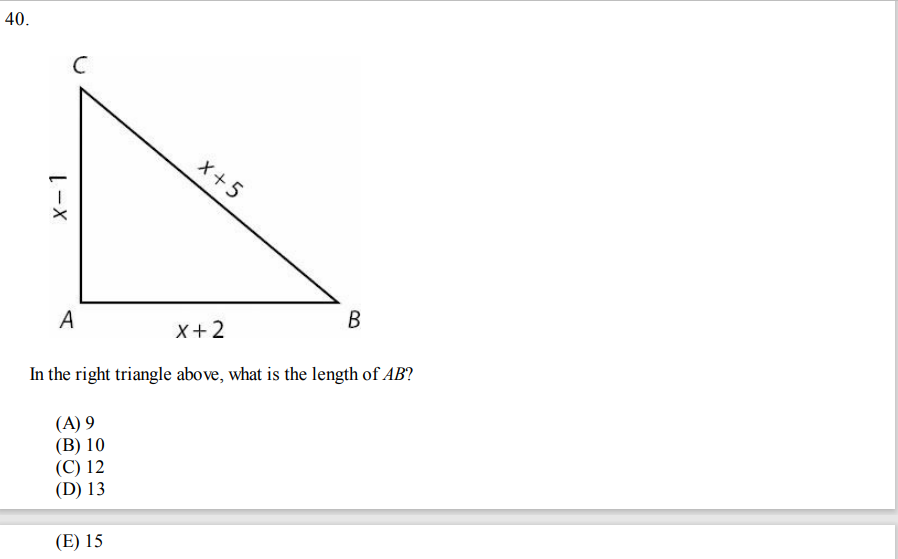 40.
C
x – 1
x + 5
A
B
x + 2
In the right triangle above, what is the length of AB?
(A) 9
(B) 10
(C) 12
(D) 13
(E) 15